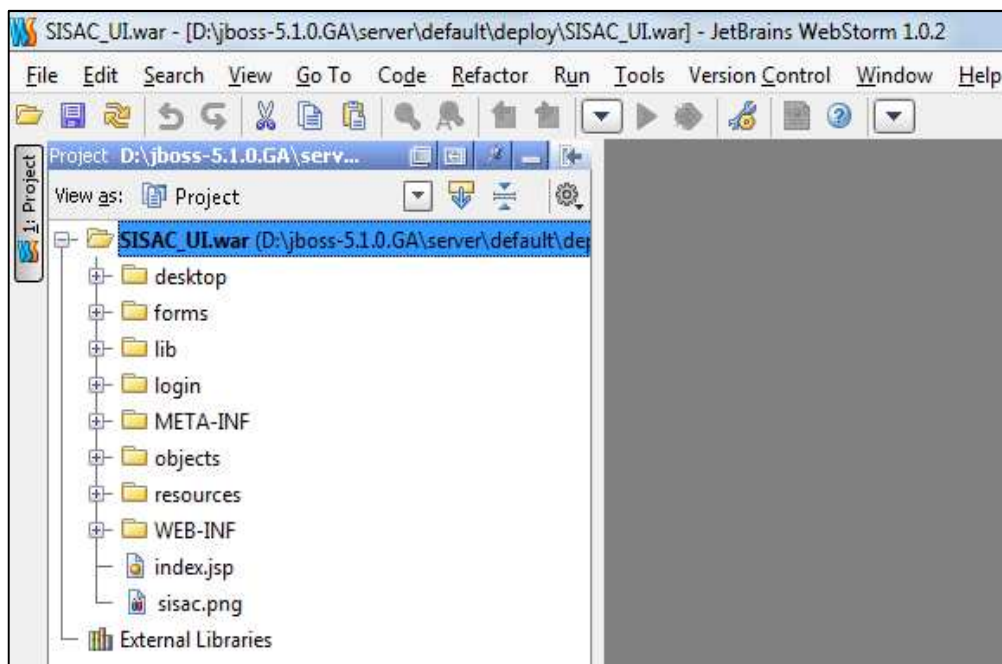 SISAC_UI.war - [D:\jboss-5.1.0.GA\server\default\deploy\SISAC_UI.war] - JetBrains WebStorm 1.0.2
File Edit Search View Go To Code Refactor Run Tools Version Control Window Help
1: Project
Project D:\jboss-5.1.0.GA\serv...
View as: Project
SISAC_UI.war (D:\jboss-5.1.0.GA\server\default\dep
desktop
forms
lib
login
META-INF
objects
resources
WEB-INF
index.jsp
sisac.png
External Libraries